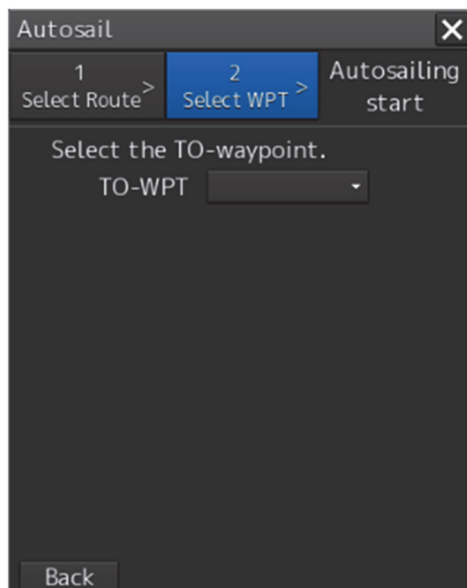 Autosail
1
Select Route >
2
Select WPT >
Autosailing
start
Select the TO-waypoint.
TO-WPT
Back